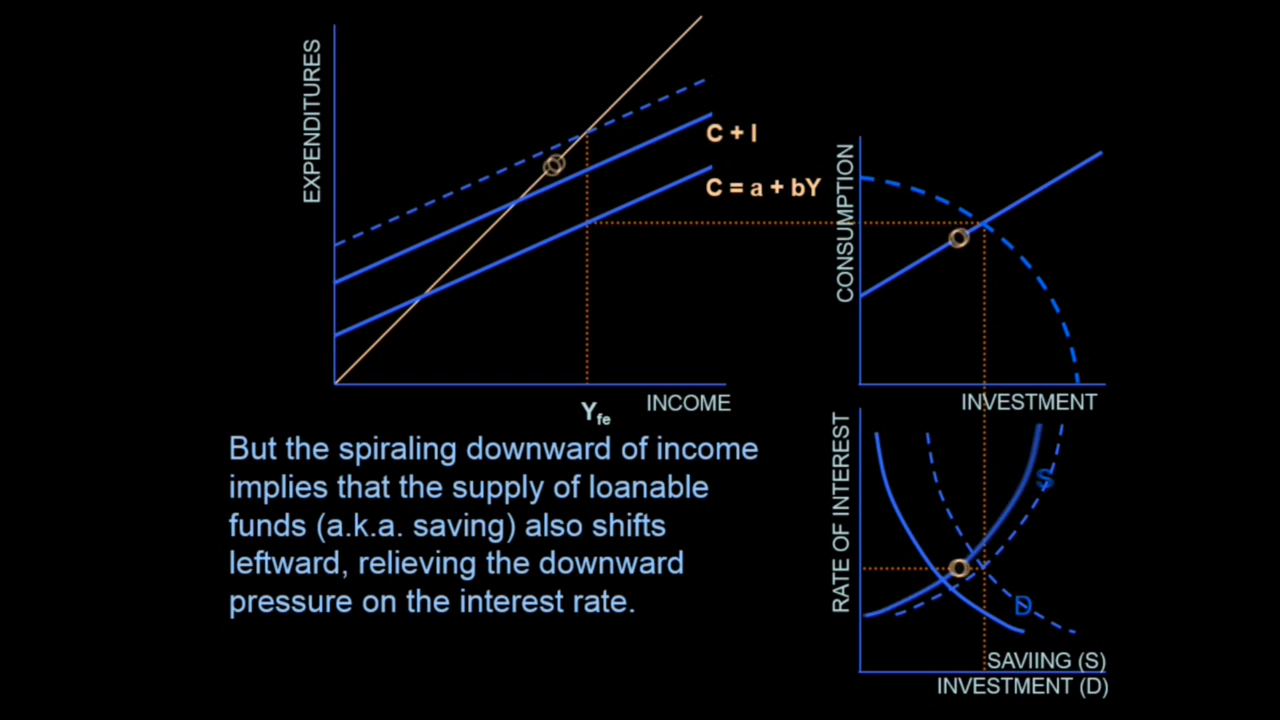 EXPENDITURES
C + I
C = a + bY
Yfe
INCOME
CONSUMPTION
INVESTMENT
RATE OF INTEREST
S
D
SAVIING (S)
INVESTMENT (D)
But the spiraling downward of income
implies that the supply of loanable
funds (a.k.a. saving) also shifts
leftward, relieving the downward
pressure on the interest rate.